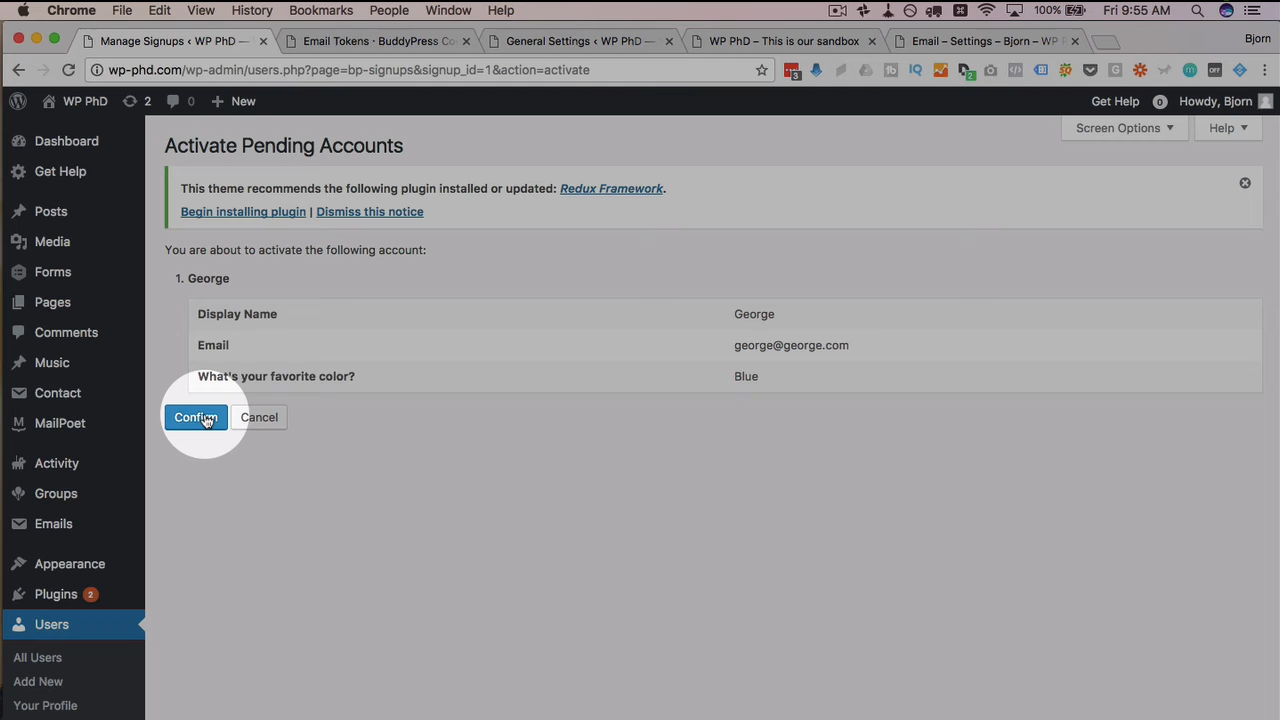 Chrome File Edit View History Bookmarks People Window Help 100% Fri 9:55 AM
Manage Signups ‹ WP PhD — Email Tokens · BuddyPress Co General Settings ‹ WP PhD — WP PhD – This is our sandbox Email – Settings – Bjorn – WP Bjorn
wp-phd.com/wp-admin/users.php?page=bp-signups&signup_id=1&action=activate
WP PhD 2 0 New Get Help 0 Howdy, Bjorn
Screen Options Help
Dashboard
Get Help
Posts
Media
Forms
Pages
Comments
Music
Contact
MailPoet
Activity
Groups
Emails
Appearance
Plugins 2
Users
All Users
Add New
Your Profile
Activate Pending Accounts
This theme recommends the following plugin installed or updated: Redux Framework.
Begin installing plugin | Dismiss this notice
You are about to activate the following account:
1. George
Display Name George
Email george@george.com
What's your favorite color? Blue
Confirm Cancel